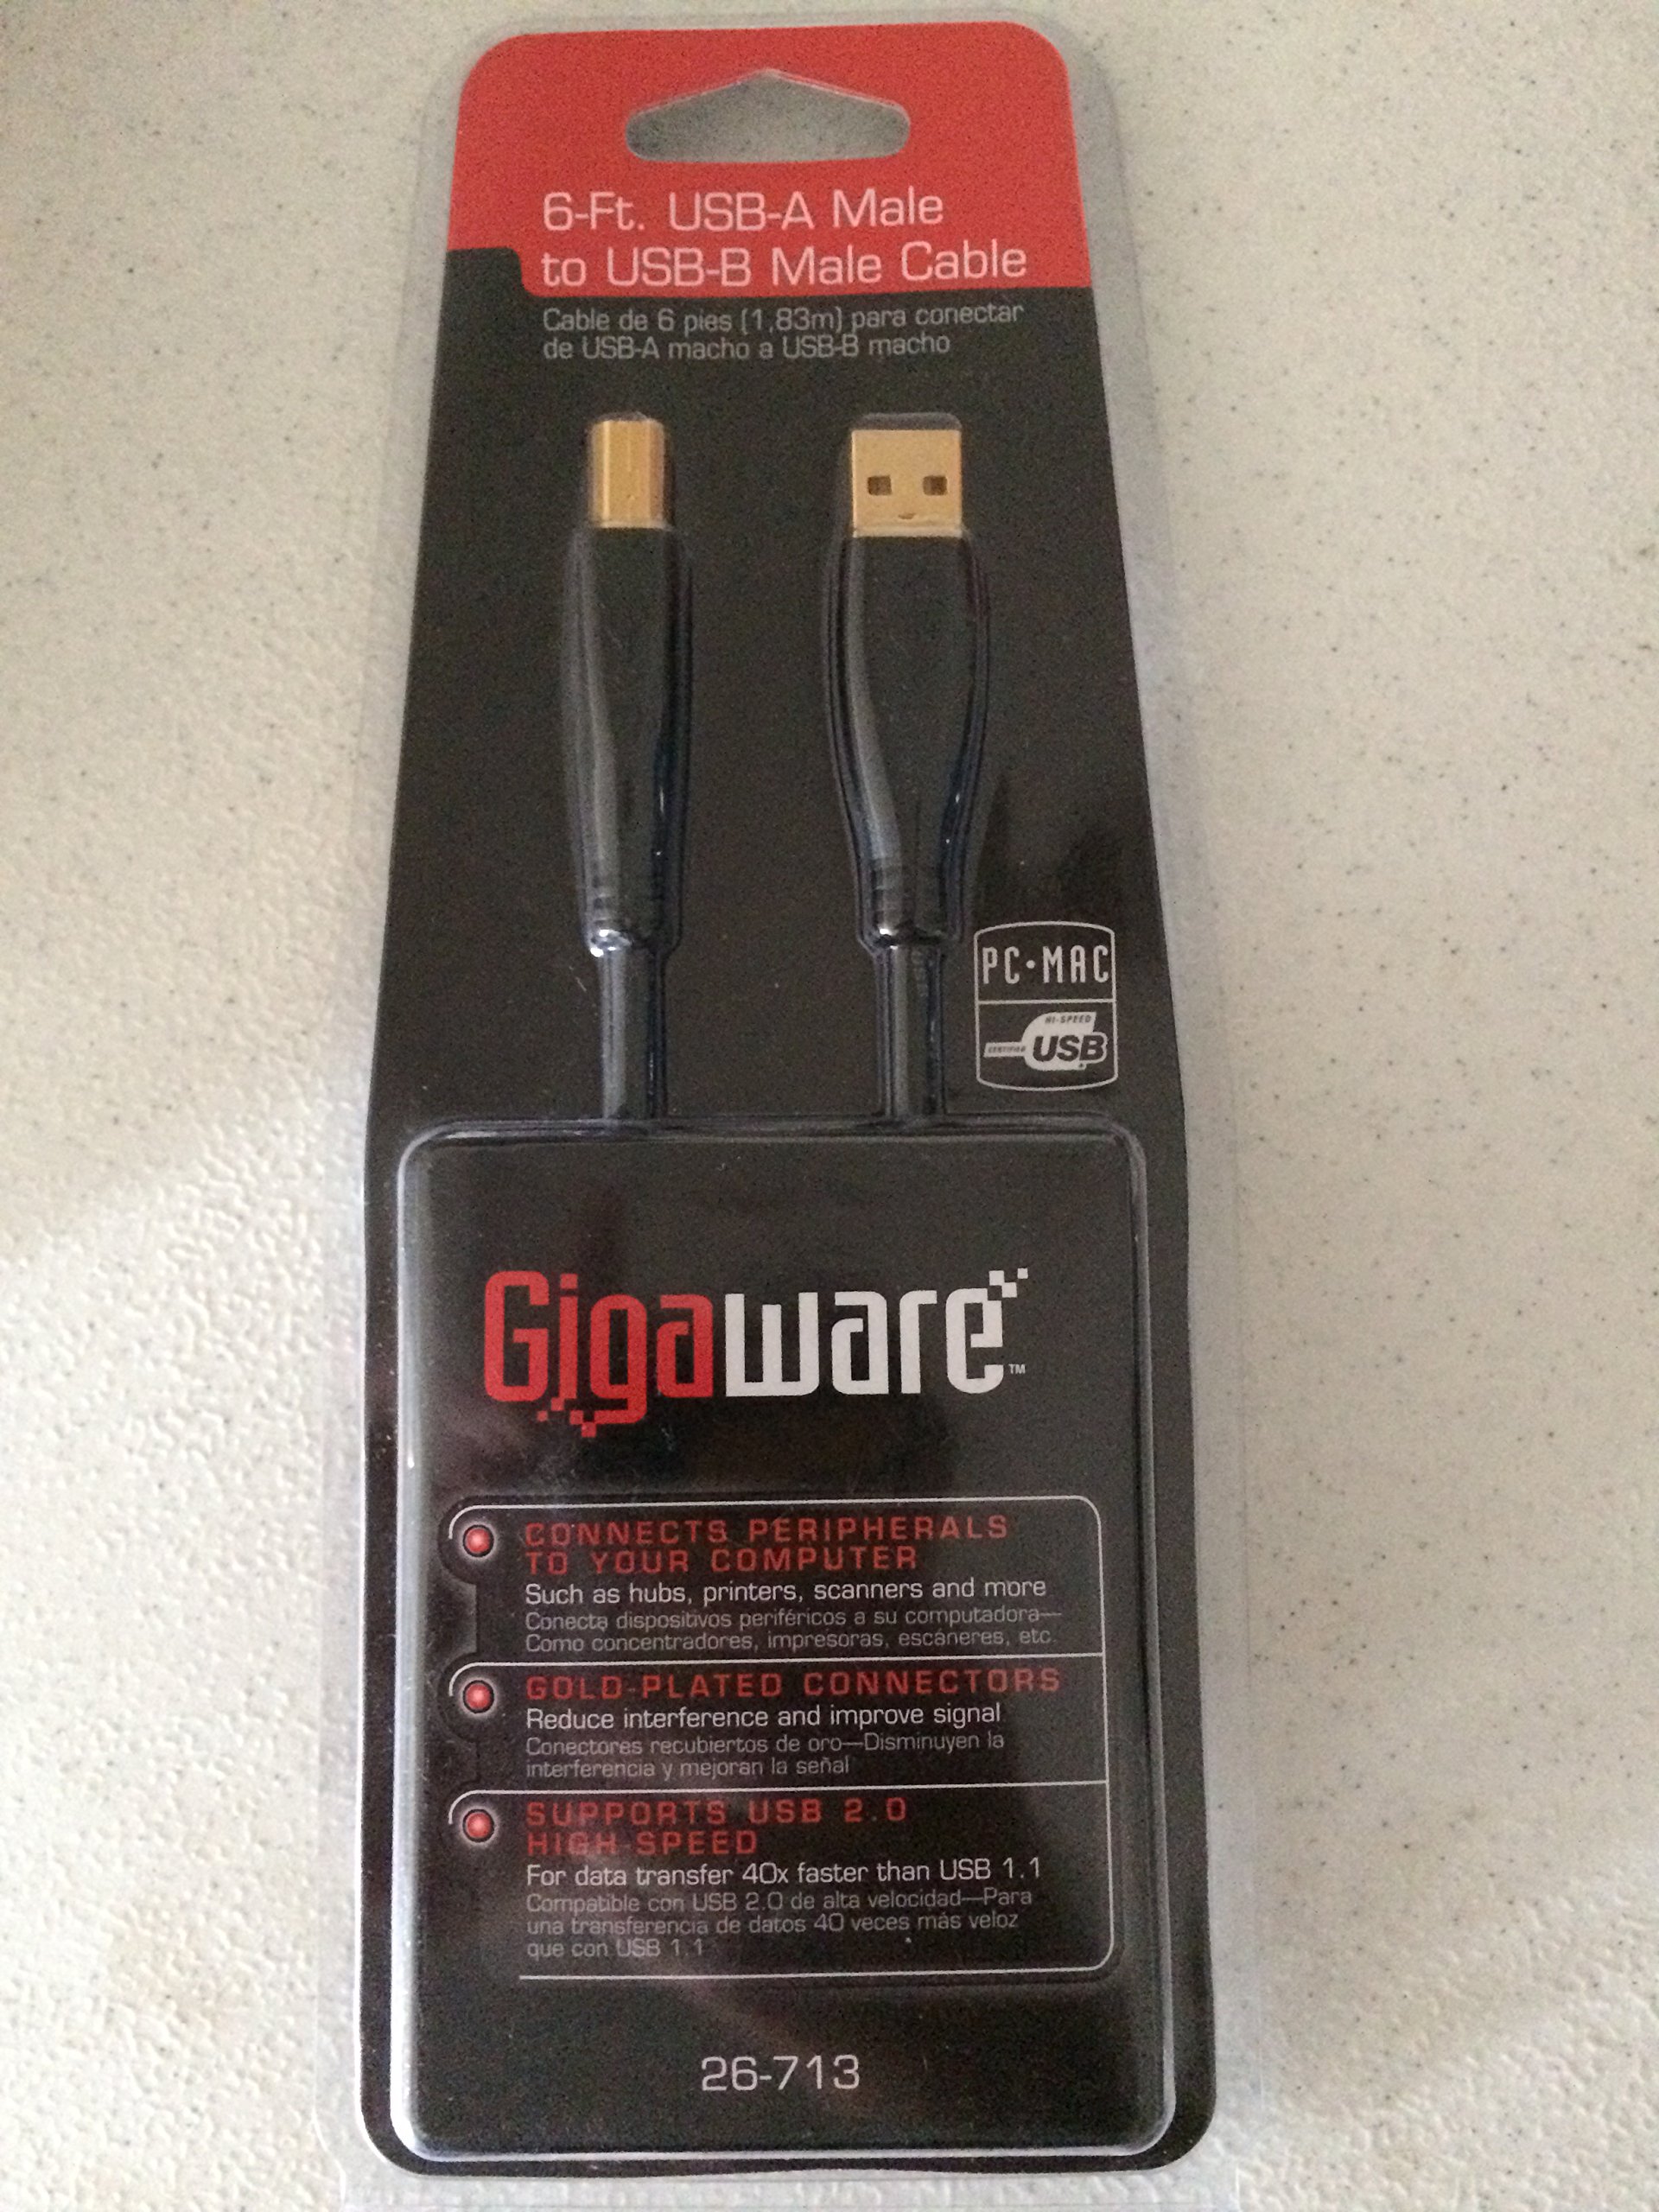 6-Ft. USB-A Male
to USB-B Male Cable
Cable de 6 pies (1,83m) para conectar
de USB-A macho a USB-B macho
PC·MAC
HI-SPEED
CERTIFIED USB
Gigaware™
CONNECTS PERIPHERALS
TO YOUR COMPUTER
Such as hubs, printers, scanners and more
Conecta dispositivos periféricos a su computadora—
Como concentradores, impresoras, escáneres, etc.
GOLD-PLATED CONNECTORS
Reduce interference and improve signal
Conectores recubiertos de oro—Disminuyen la
interferencia y mejoran la señal
SUPPORTS USB 2.0
HIGH-SPEED
For data transfer 40x faster than USB 1.1
Compatible con USB 2.0 de alta velocidad—Para
una transferencia de datos 40 veces más veloz
que con USB 1.1
26-713